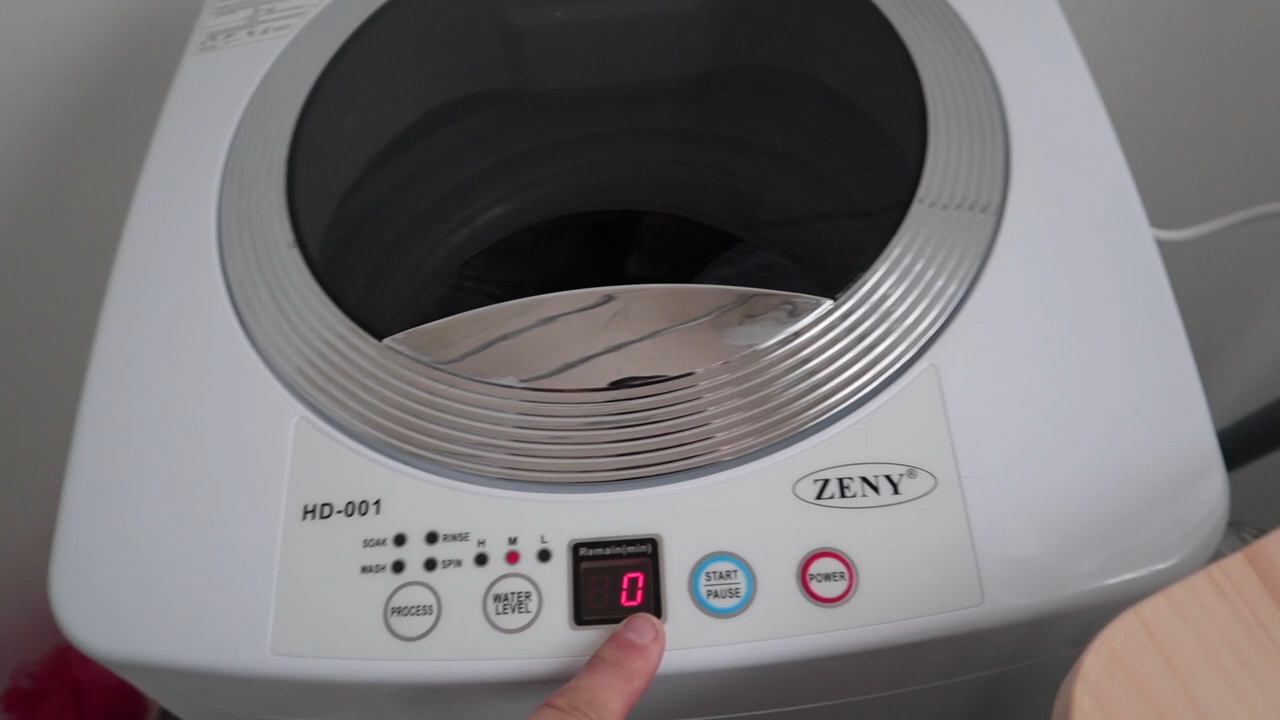 ZENY®
HD-001
SOAK RINSE H M L
WASH SPIN
Remain(min)
0
PROCESS
WATER
LEVEL
START
PAUSE
POWER